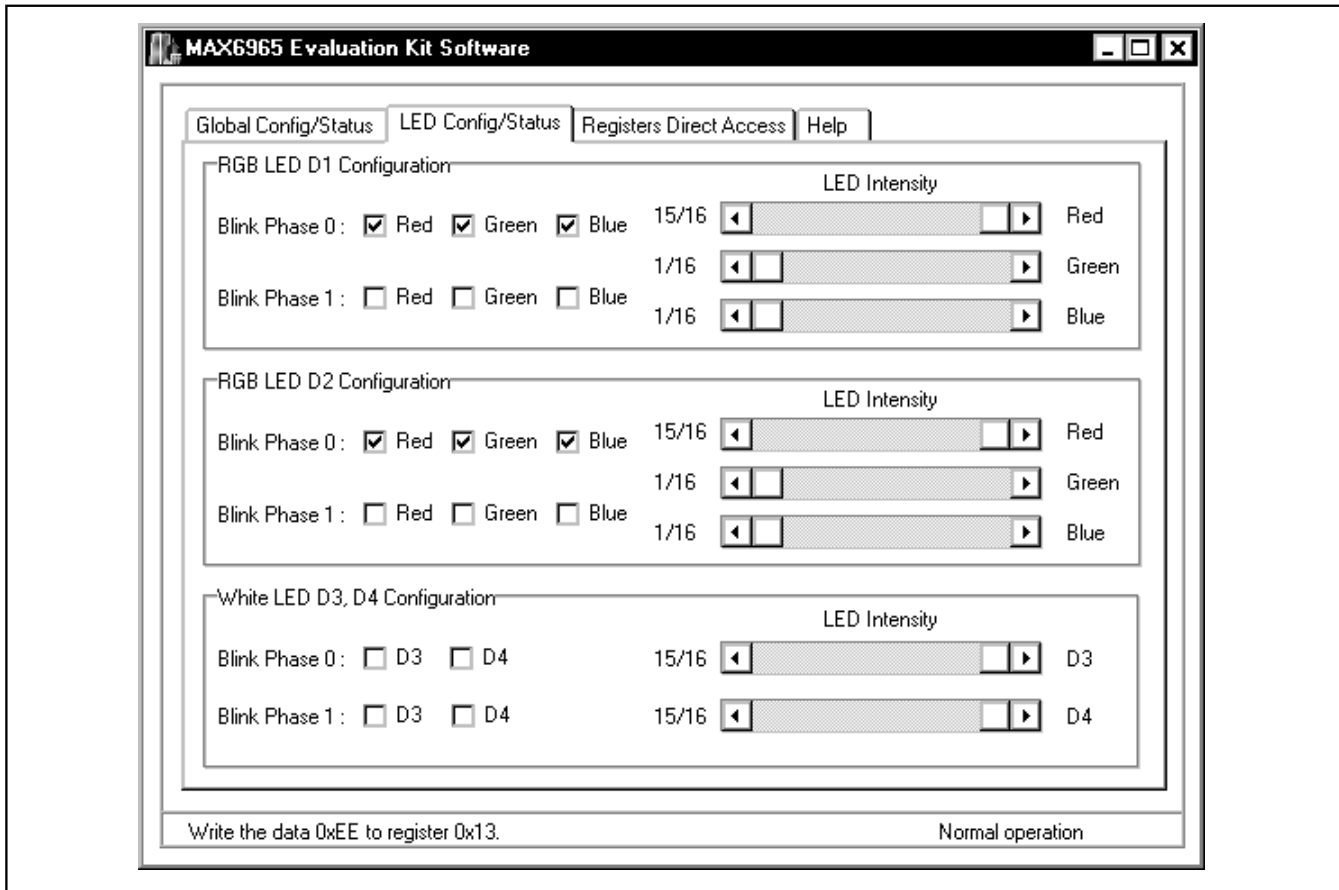 MAX6965 Evaluation Kit Software
Global Config/Status LED Config/Status Registers Direct Access Help
RGB LED D1 Configuration
LED Intensity
Blink Phase 0 : Red Green Blue 15/16 Red
1/16 Green
Blink Phase 1 : Red Green Blue 1/16 Blue
RGB LED D2 Configuration
LED Intensity
Blink Phase 0 : Red Green Blue 15/16 Red
1/16 Green
Blink Phase 1 : Red Green Blue 1/16 Blue
White LED D3, D4 Configuration
LED Intensity
Blink Phase 0 : D3 D4 15/16 D3
Blink Phase 1 : D3 D4 15/16 D4
Write the data 0xEE to register 0x13. Normal operation